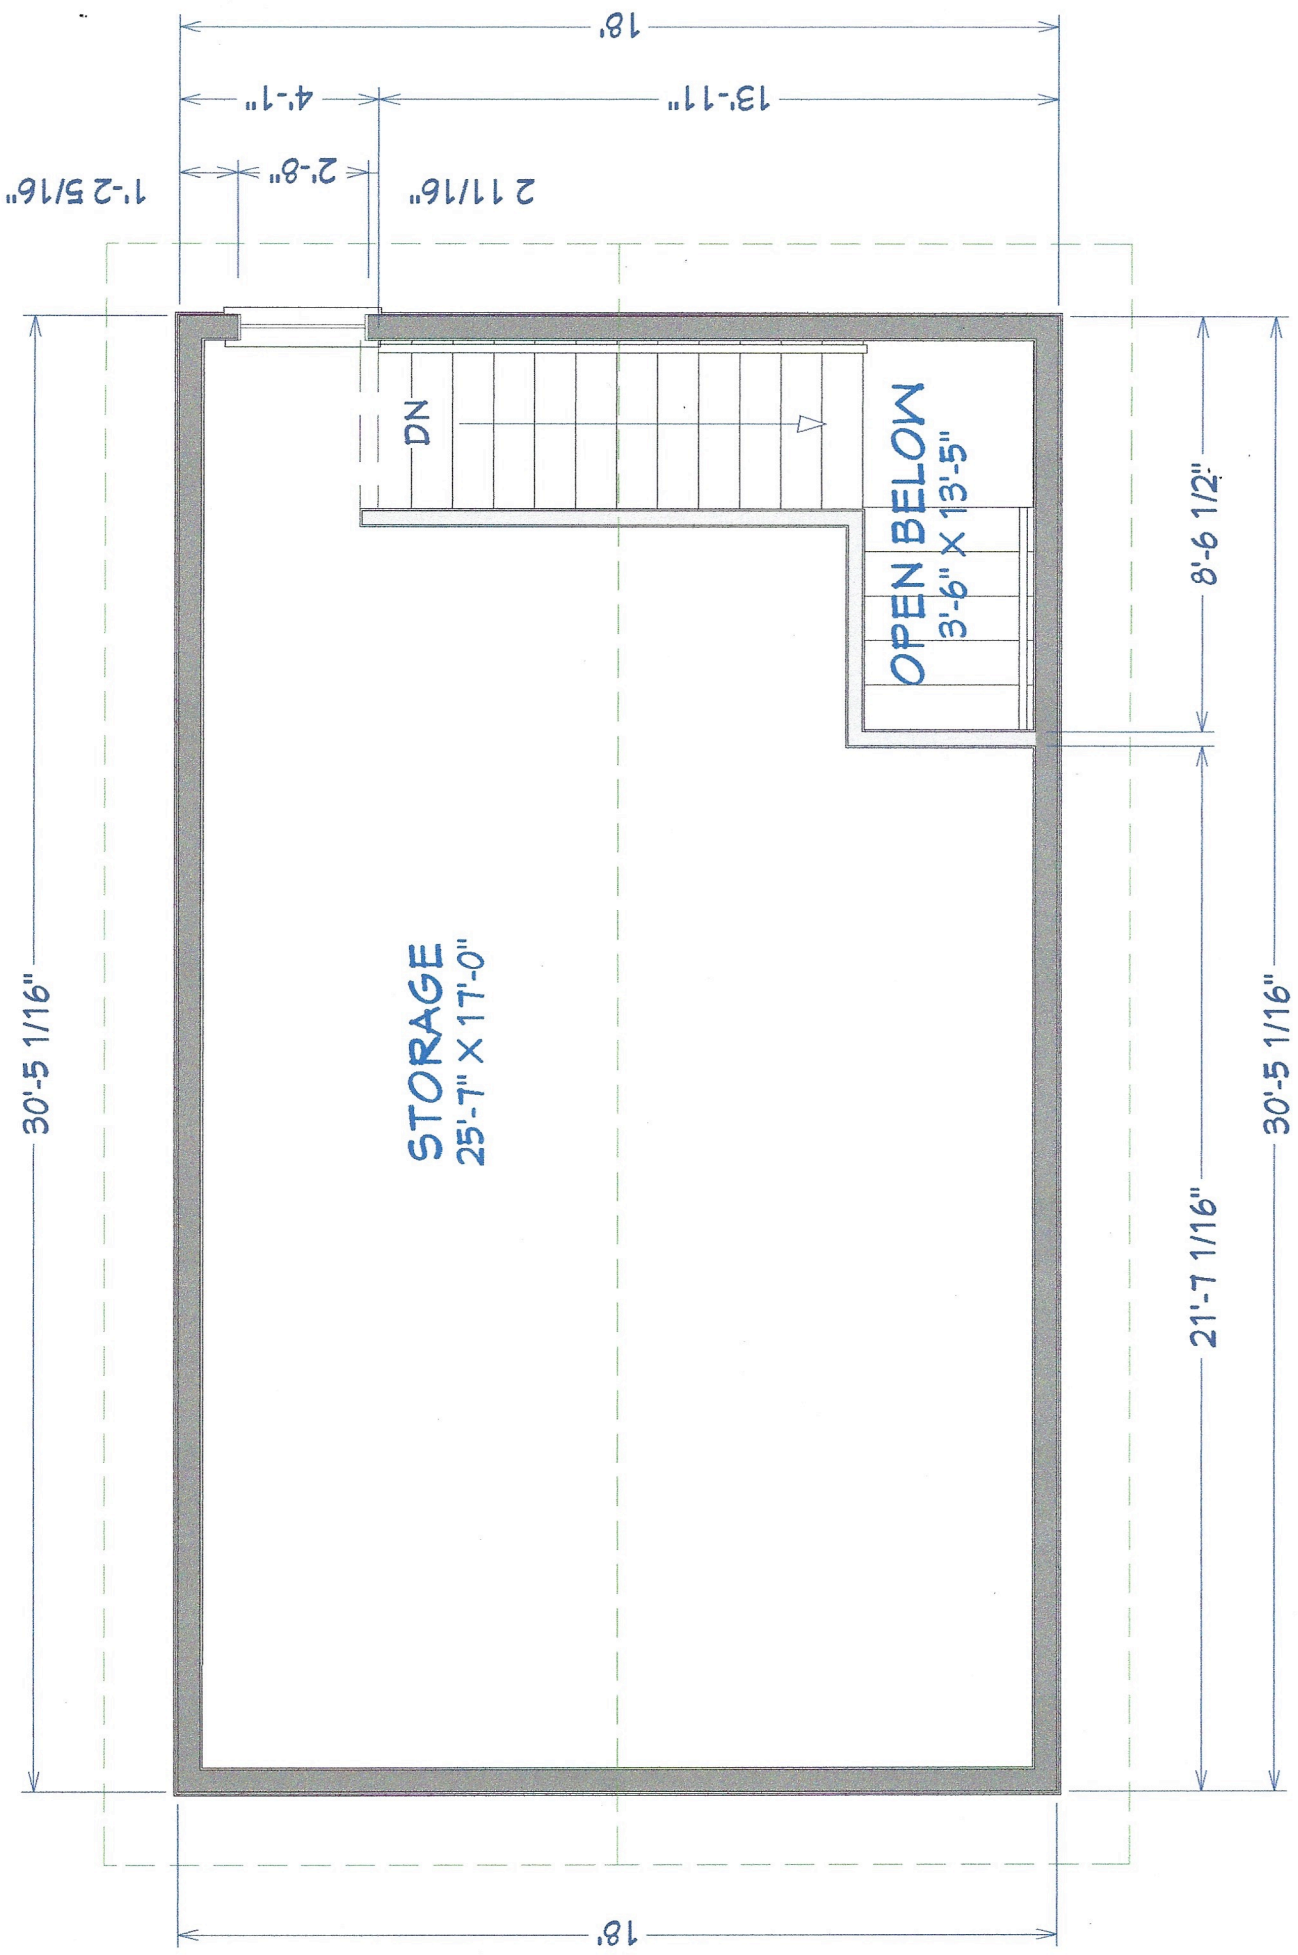 18'
4'-1"
13'-11"
1'-2 5/16"
2'-8"
2 11/16"
DN
OPEN BELOW
3'-6" X 13'-5"
8'-6 1/2"
30'-5 1/16"
STORAGE
25'-7" X 17'-0"
30'-5 1/16"
21'-7 1/16"
18'